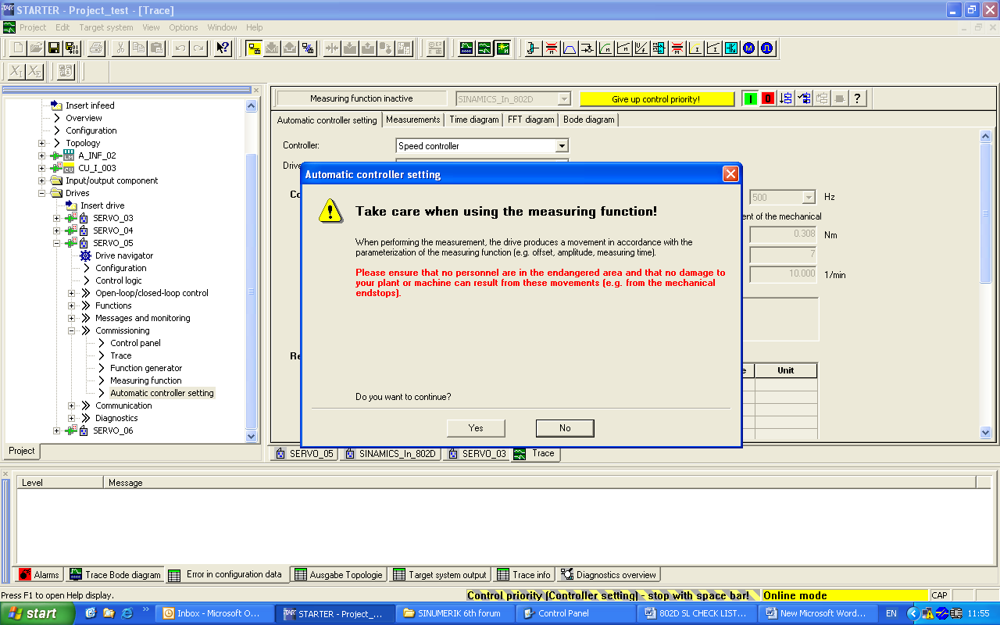 STARTER - Project_test - [Trace]
Project Edit Target system View Options Window Help
Insert infeed
Overview
Configuration
Topology
A_INF_02
CU_I_003
Input/output component
Drives
Insert drive
SERVO_03
SERVO_04
SERVO_05
Drive navigator
Configuration
Control logic
Open-loop/closed-loop control
Functions
Messages and monitoring
Commissioning
Control panel
Trace
Function generator
Measuring function
Automatic controller setting
Communication
Diagnostics
SERVO_06
Project
Measuring function inactive SINAMICS_In_802D Give up control priority!
Automatic controller setting Measurements Time diagram FFT diagram Bode diagram
Controller: Speed controller
Drive
Automatic controller setting
Take care when using the measuring function!
When performing the measurement, the drive produces a movement in accordance with the
parameterization of the measuring function (e.g. offset, amplitude, measuring time).
Please ensure that no personnel are in the endangered area and that no damage to
your plant or machine can result from these movements (e.g. from the mechanical
endstops).
Do you want to continue?
Yes No
500 Hz
ent of the mechanical
0.308 Nm
7
10.000 1/min
Re
e Unit
SERVO_05 SINAMICS_In_802D SERVO_03 Trace
Level Message
Alarms Trace Bode diagram Error in configuration data Ausgabe Topologie Target system output Trace info Diagnostics overview
Press F1 to open Help display. Control priority (Controller setting) - stop with space bar! Online mode CAP
start Inbox - Microsoft O... STARTER - Project_... SINUMERIK 6th forum Control Panel 802D SL CHECK LIST... New Microsoft Word... EN 11:55